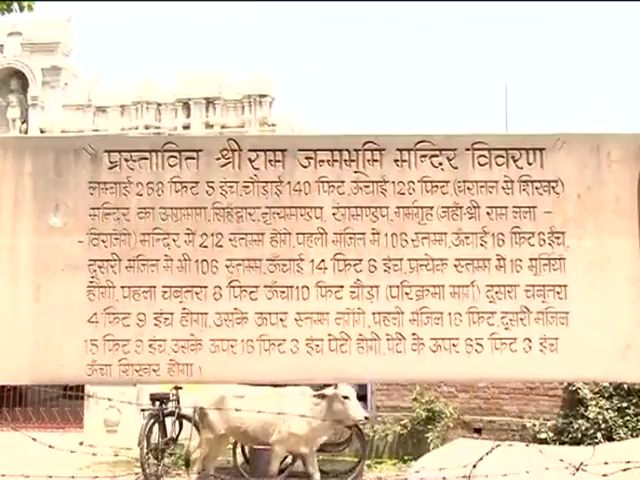 "प्रस्तावित श्री राम जन्मभूमि मन्दिर विवरण"
लम्बाई 268 फिट 5 इंच, चौड़ाई 140 फिट, ऊँचाई 128 फिट (धरातल से शिखर)
मन्दिर का अग्रभाग, सिंहद्वार, नृत्यमण्डप, रंगमण्डप, गर्भगृह (जहाँ श्री राम लला -
- विराजेंगे) मन्दिर में 212 स्तम्भ होंगे, पहली मंजिल में 106 स्तम्भ, ऊँचाई 16 फिट 6 इंच,
दूसरी मंजिल में भी 106 स्तम्भ, ऊँचाई 14 फिट 6 इंच, प्रत्येक स्तम्भ में 16 मूर्तियां
होंगी, पहला चबूतरा 8 फिट ऊँचा 10 फिट चौड़ा (परिक्रमा मार्ग) दूसरा चबूतरा
4 फिट 9 इंच होगा, उसके ऊपर स्तम्भ लगेंगे, पहली मंजिल 18 फिट, दूसरी मंजिल
15 फिट 9 इंच, उसके ऊपर 16 फिट 3 इंच पेटी होगी, पेटी के ऊपर 65 फिट 3 इंच
ऊँचा शिखर होगा।